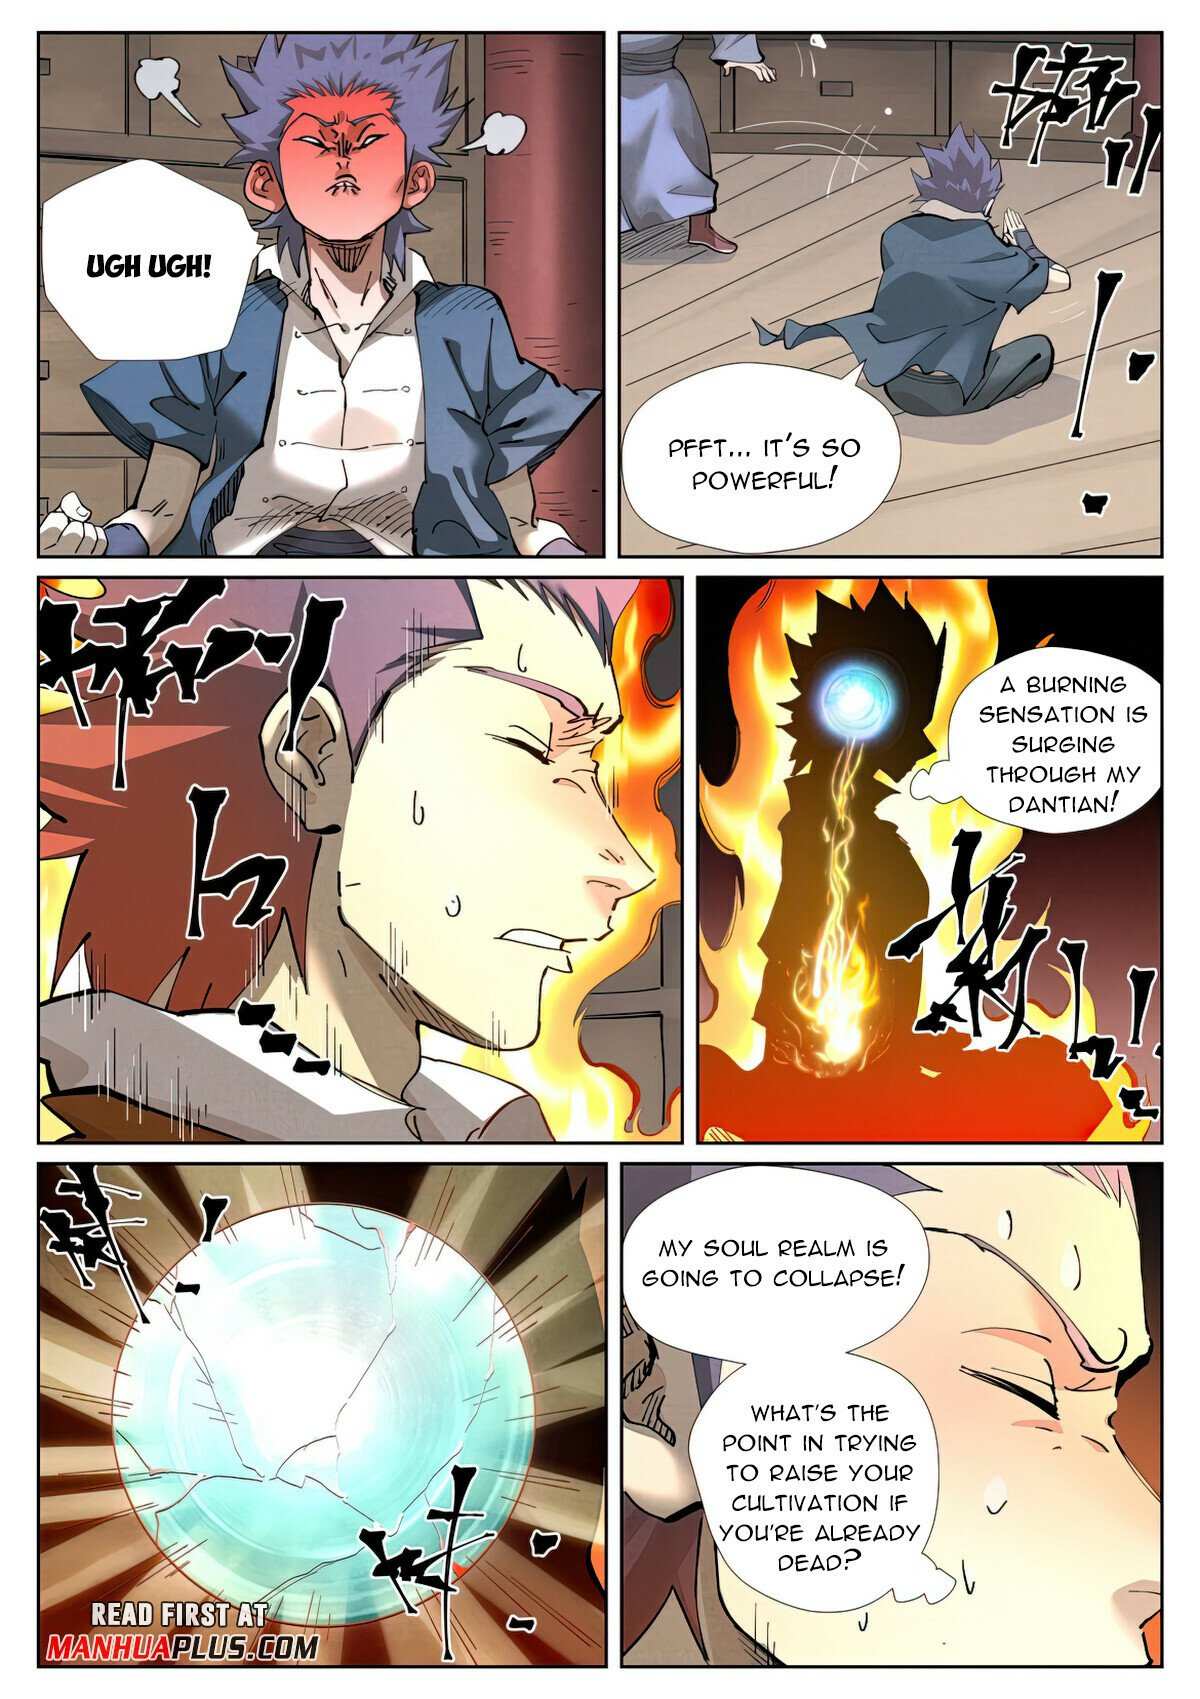 UGH UGH!
PFFT... IT'S SO
POWERFUL!
A BURNING
SENSATION IS
SURGING
THROUGH MY
DANTIAN!
MY SOUL REALM IS
GOING TO COLLAPSE!
WHAT'S THE
POINT IN TRYING
TO RAISE YOUR
CULTIVATION IF
YOU'RE ALREADY
DEAD?
READ FIRST AT
MANHUAPLUS.COM